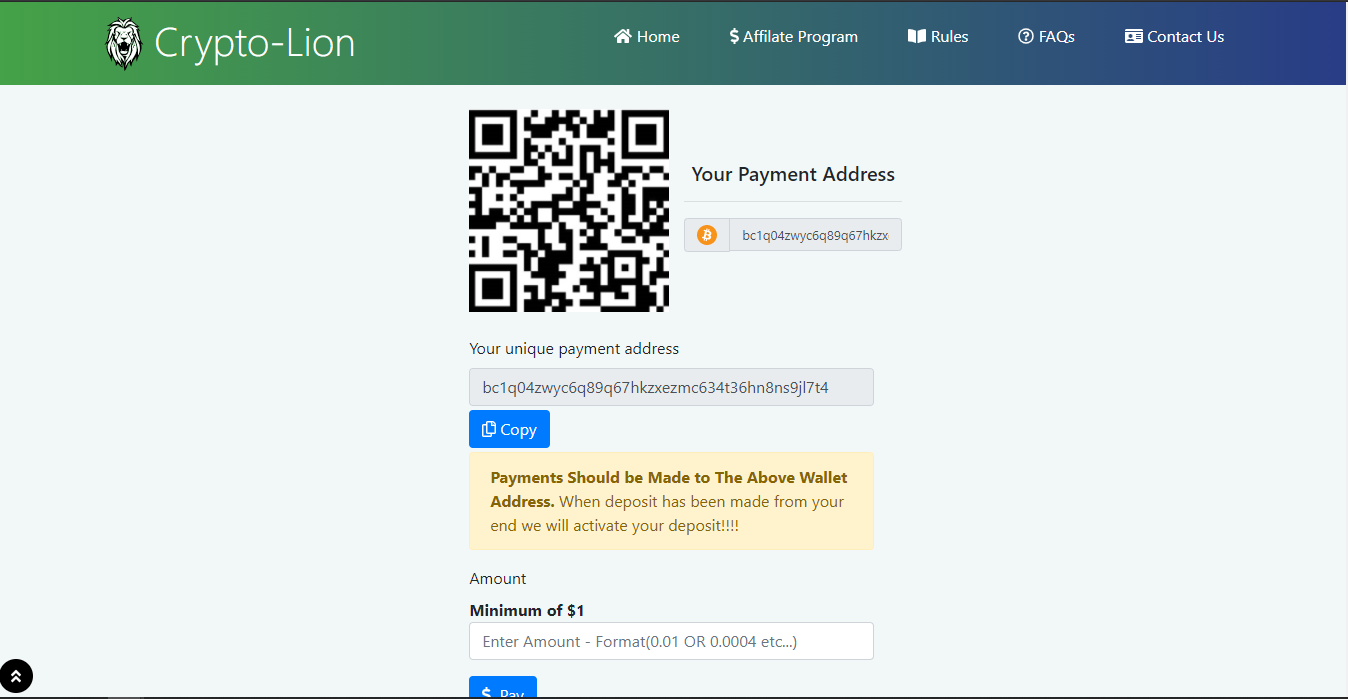 Crypto-Lion
Home
Affilate Program
Rules
FAQs
Contact Us
Your Payment Address
bc1q04zwyc6q89q67hkzx
Your unique payment address
bc1q04zwyc6q89q67hkzxezmc634t36hn8ns9jl7t4
Copy
Payments Should be Made to The Above Wallet
Address. When deposit has been made from your
end we will activate your deposit!!!!
Amount
Minimum of $1
Enter Amount - Format(0.01 OR 0.0004 etc...)
$ Pay